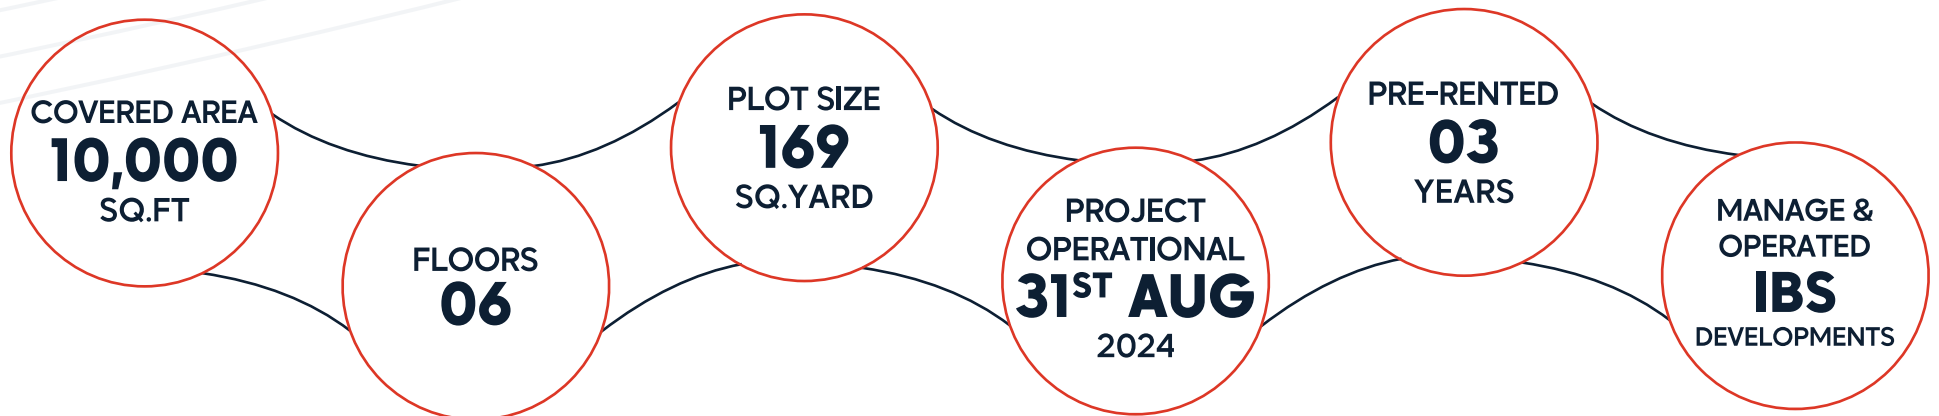 COVERED AREA
10,000
SQ.FT
FLOORS
06
PLOT SIZE
169
SQ.YARD
PROJECT
OPERATIONAL
31ST AUG
2024
PRE-RENTED
03
YEARS
MANAGE &
OPERATED
IBS
DEVELOPMENTS